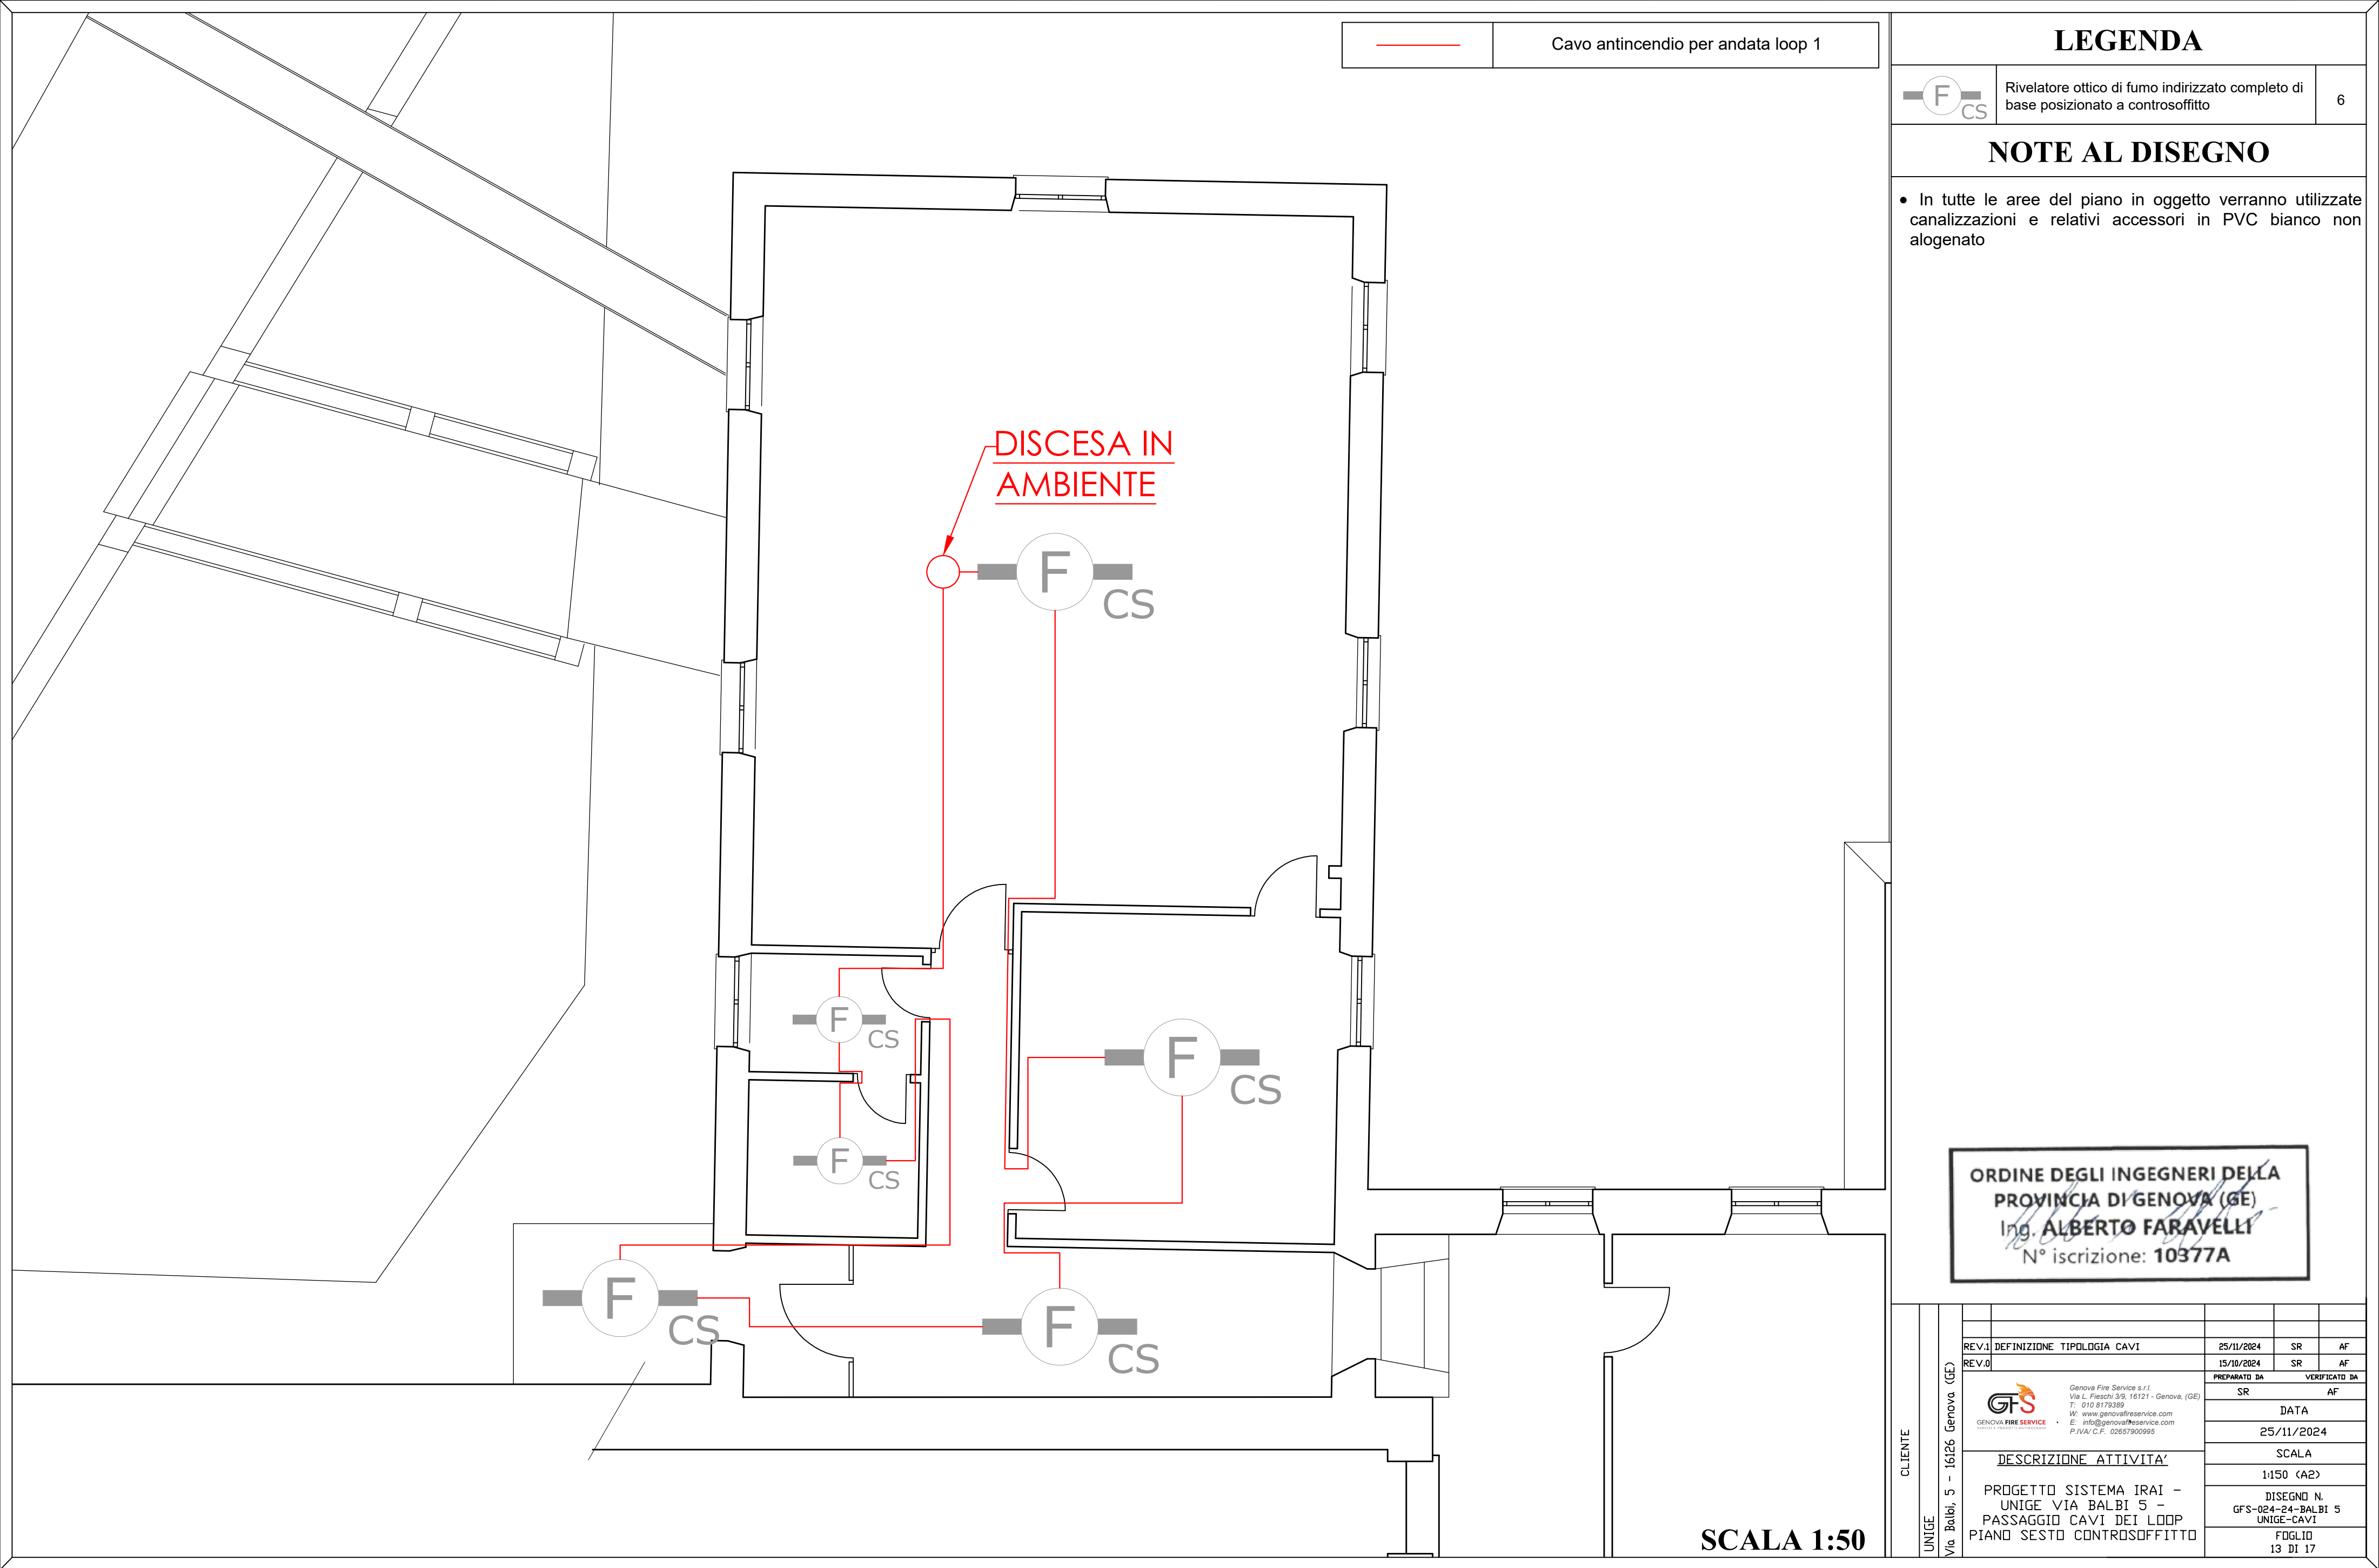 Cavo antincendio per andata loop 1
LEGENDA
F
CS
Rivelatore ottico di fumo indirizzato completo di
base posizionato a controsoffitto
6
NOTE AL DISEGNO
• In tutte le aree del piano in oggetto verranno utilizzate
canalizzazioni e relativi accessori in PVC bianco non
alogenato
DISCESA IN
AMBIENTE
F
CS
F
CS
F
CS
F
CS
F
CS
F
CS
ORDINE DEGLI INGEGNERI DELLA
PROVINCIA DI GENOVA (GE)
Ing. ALBERTO FARAVELLI
N° iscrizione: 10377A
SCALA 1:50
CLIENTE
UNIGE
Via Balbi, 5 - 16126 Genova (GE)
REV.1 DEFINIZIONE TIPOLOGIA CAVI 25/11/2024 SR AF
REV.0 15/10/2024 SR AF
PREPARATO DA VERIFICATO DA
SR AF
GFS
GENOVA FIRE SERVICE
Genova Fire Service s.r.l.
Via L. Fieschi 3/9, 16121 - Genova, (GE)
T: 010 8179389
W: www.genovafireservice.com
E: info@genovafireservice.com
P.IVA/ C.F. 02657900995
DATA
25/11/2024
SCALA
1:150 (A2)
DISEGNO N.
GFS-024-24-BALBI 5
UNIGE-CAVI
FOGLIO
13 DI 17
DESCRIZIONE ATTIVITA'
PROGETTO SISTEMA IRAI -
UNIGE VIA BALBI 5 -
PASSAGGIO CAVI DEI LOOP
PIANO SESTO CONTROSOFFITTO